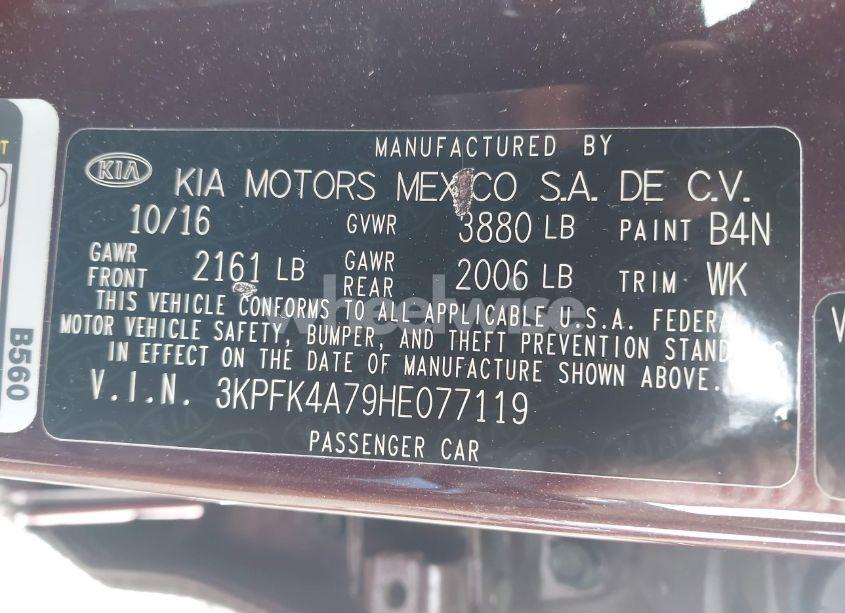 MANUFACTURED BY
KIA KIA MOTORS MEXICO S.A. DE C.V.
10/16 GVWR 3880 LB PAINT B4N
GAWR FRONT 2161 LB GAWR REAR 2006 LB TRIM WK
THIS VEHICLE CONFORMS TO ALL APPLICABLE U.S.A. FEDERAL
MOTOR VEHICLE SAFETY, BUMPER, AND THEFT PREVENTION
IN EFFECT ON THE DATE OF MANUFACTURE SHOWN ABOVE.
V.I.N. 3KPFK4A79HE077119
PASSENGER CAR
B560
wheelwise